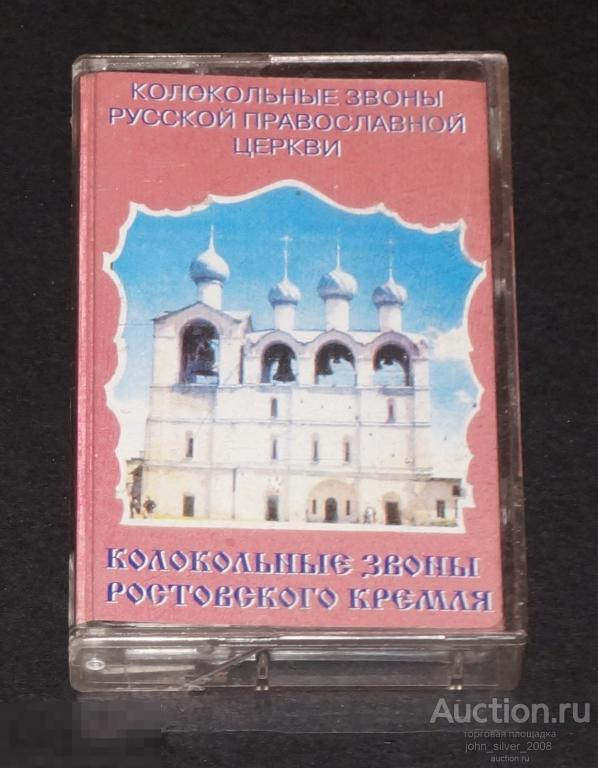 КОЛОКОЛЬНЫЕ ЗВОНЫ
РУССКОЙ ПРАВОСЛАВНОЙ
ЦЕРКВИ
КОЛОКОЛЬНЫЕ ЗВОНЫ
РОСТОВСКОГО КРЕМЛЯ
Auction.ru
торговая площадка
john_silver_2008
auction.ru